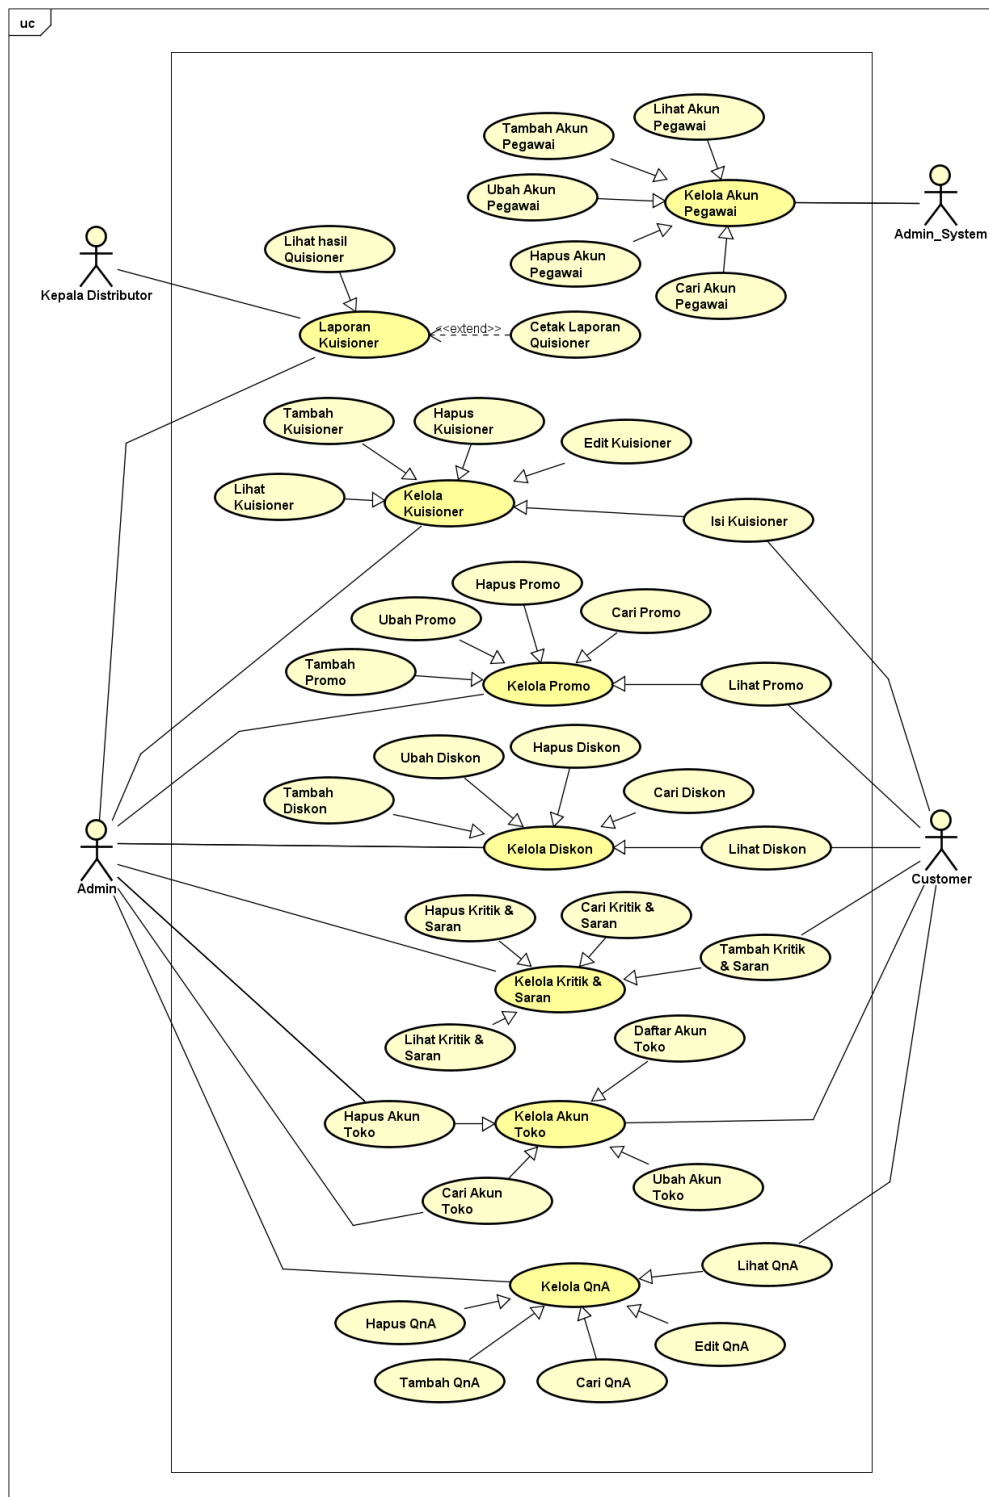 uc
Lihat Akun
Pegawai
Tambah Akun
Pegawai
Ubah Akun
Pegawai
Kelola Akun
Pegawai
Admin_System
Hapus Akun
Pegawai
Cari Akun
Pegawai
Lihat hasil
Quisioner
Kepala Distributor
Laporan
Kuisioner
<<extend>>
Cetak Laporan
Quisioner
Tambah
Kuisioner
Hapus
Kuisioner
Edit Kuisioner
Lihat
Kuisioner
Kelola
Kuisioner
Isi Kuisioner
Hapus Promo
Ubah Promo
Cari Promo
Tambah
Promo
Kelola Promo
Lihat Promo
Ubah Diskon
Hapus Diskon
Tambah
Diskon
Cari Diskon
Kelola Diskon
Lihat Diskon
Admin
Customer
Hapus Kritik &
Saran
Cari Kritik &
Saran
Tambah Kritik
& Saran
Kelola Kritik &
Saran
Lihat Kritik &
Saran
Daftar Akun
Toko
Hapus Akun
Toko
Kelola Akun
Toko
Cari Akun
Toko
Ubah Akun
Toko
Lihat QnA
Kelola QnA
Hapus QnA
Edit QnA
Tambah QnA
Cari QnA